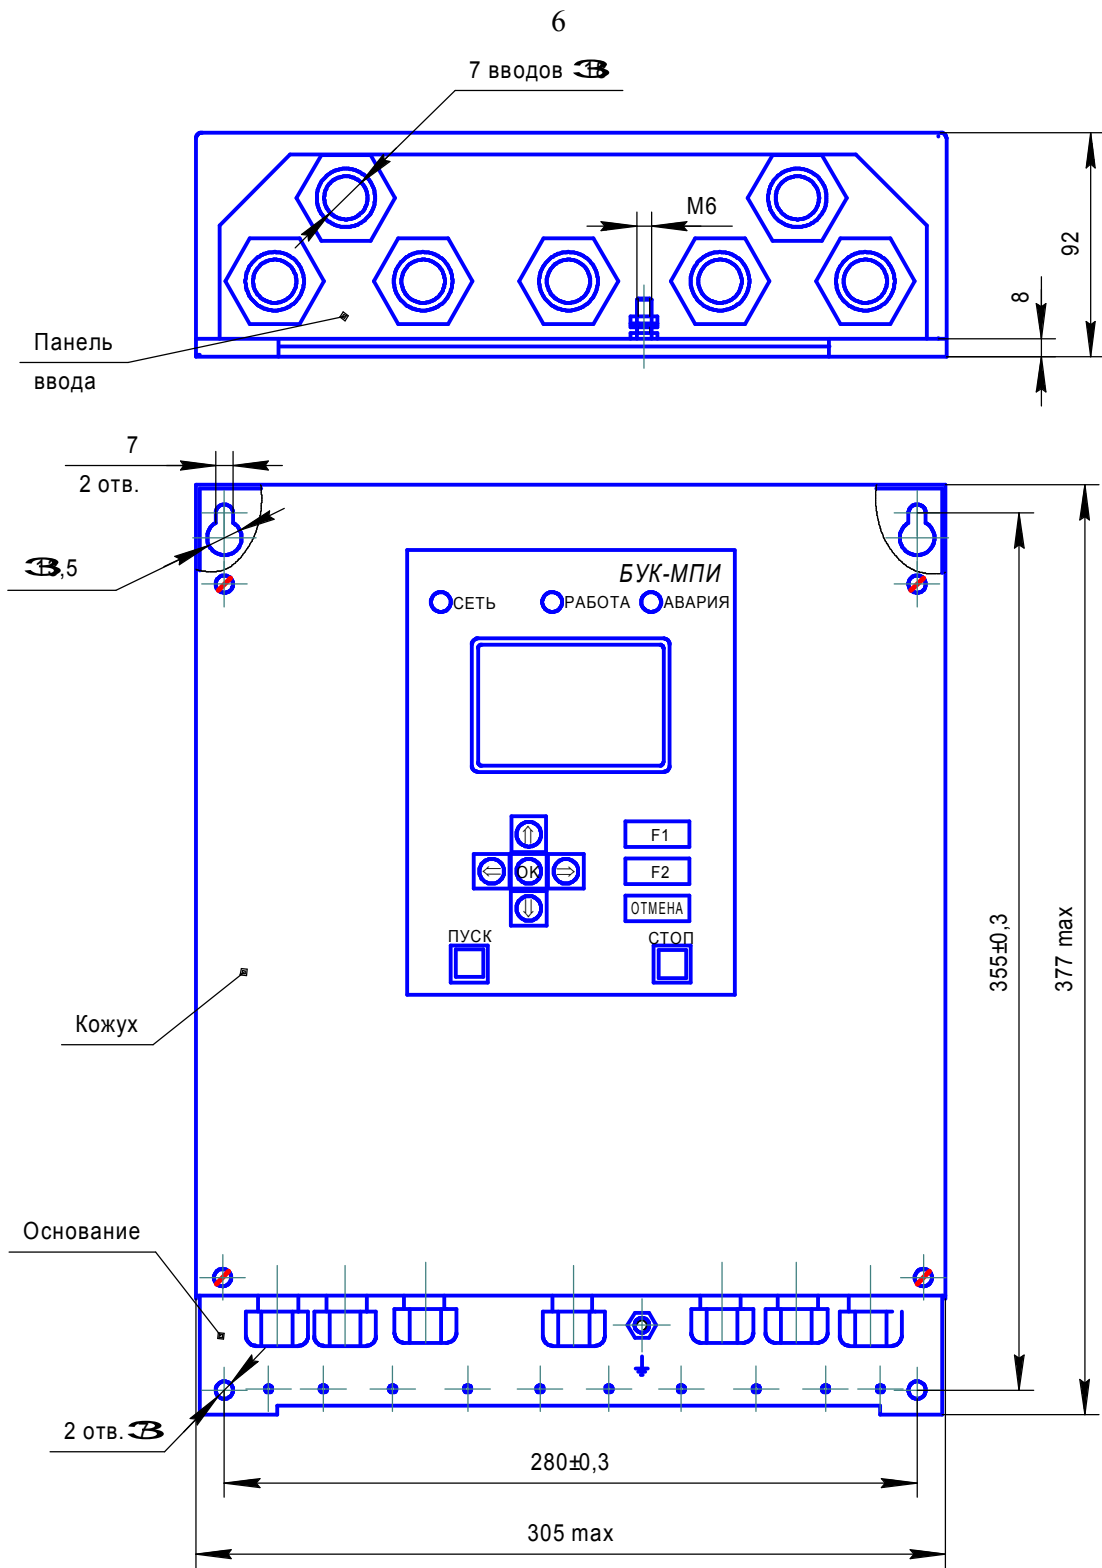 6
7 вводов
М6
92
8
Панель
ввода
7
2 отв.
,5
БУК-МПИ
СЕТЬ
РАБОТА
АВАРИЯ
F1
OK
F2
ОТМЕНА
ПУСК
СТОП
355±0,3
377 max
Кожух
Основание
2 отв.
280±0,3
305 max